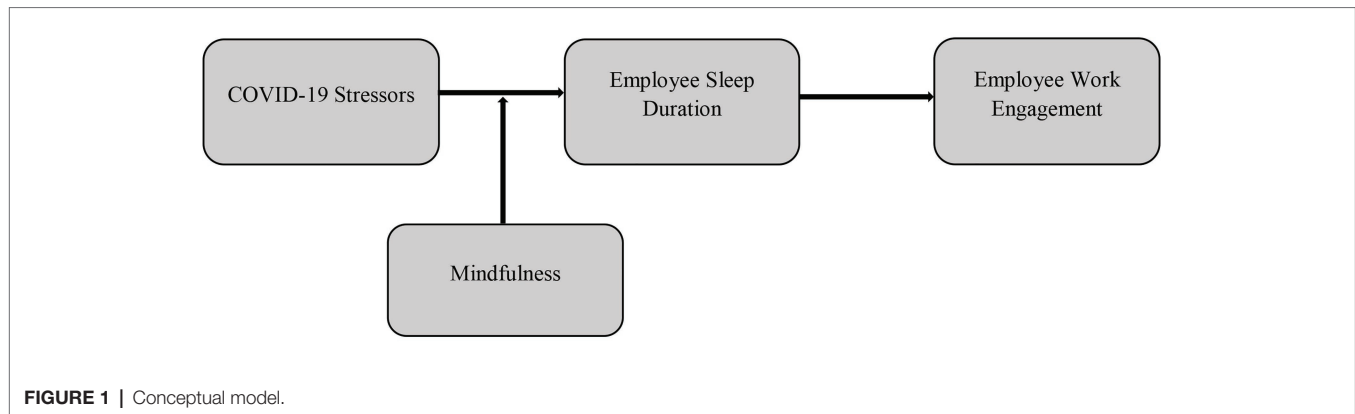 COVID-19 Stressors
Employee Sleep
Duration
Employee Work
Engagement
Mindfulness
FIGURE 1 | Conceptual model.